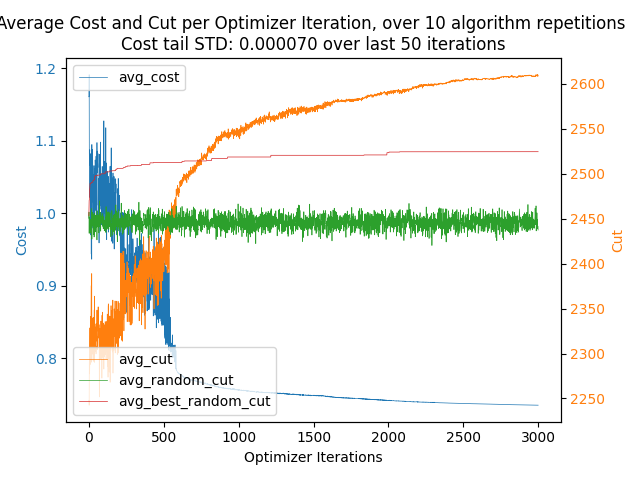 Average Cost and Cut per Optimizer Iteration, over 10 algorithm repetitions
Cost tail STD: 0.000070 over last 50 iterations
1.2
1.1
1.0
0.9
0.8
Cost
avg_cost
avg_cut
avg_random_cut
avg_best_random_cut
2600
2550
2500
2450
2400
2350
2300
2250
Cut
0 500 1000 1500 2000 2500 3000
Optimizer Iterations